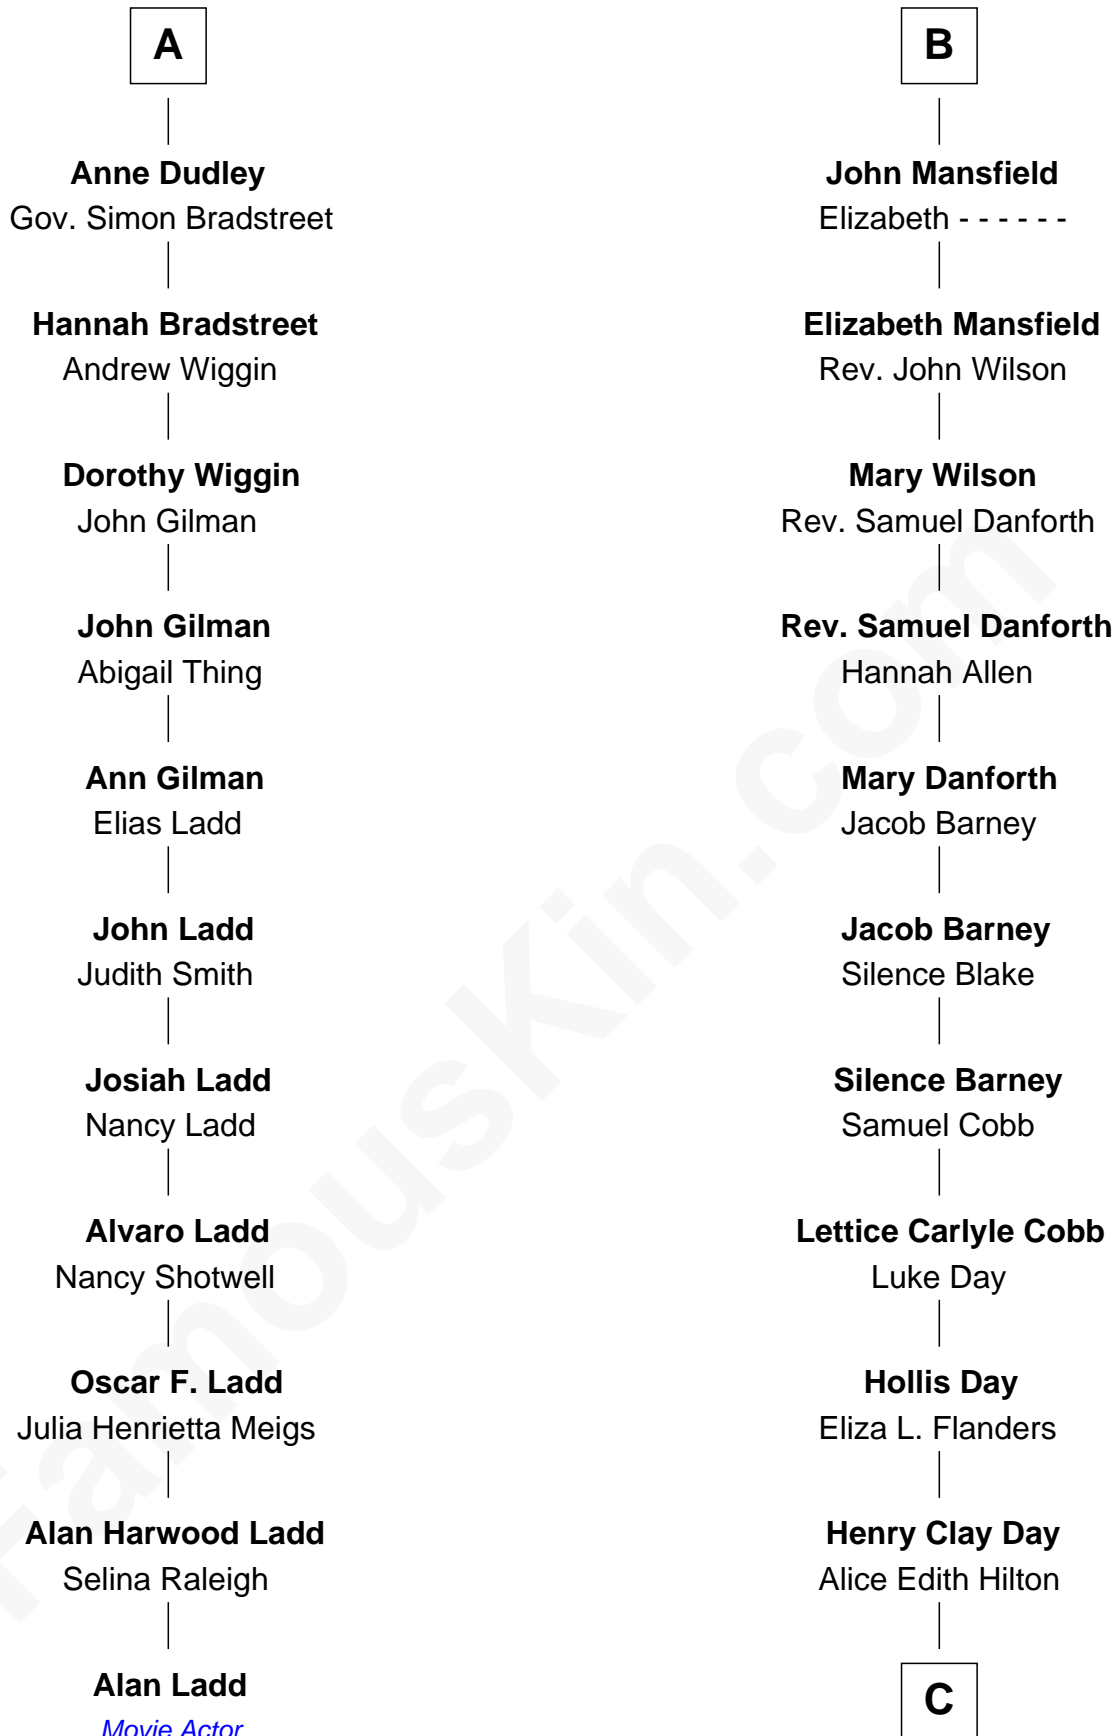 A
Anne Dudley
Gov. Simon Bradstreet
Hannah Bradstreet
Andrew Wiggin
Dorothy Wiggin
John Gilman
John Gilman
Abigail Thing
Ann Gilman
Elias Ladd
John Ladd
Judith Smith
Josiah Ladd
Nancy Ladd
Alvaro Ladd
Nancy Shotwell
Oscar F. Ladd
Julia Henrietta Meigs
Alan Harwood Ladd
Selina Raleigh
Alan Ladd
Movie Actor
B
John Mansfield
Elizabeth - - - - - -
Elizabeth Mansfield
Rev. John Wilson
Mary Wilson
Rev. Samuel Danforth
Rev. Samuel Danforth
Hannah Allen
Mary Danforth
Jacob Barney
Jacob Barney
Silence Blake
Silence Barney
Samuel Cobb
Lettice Carlyle Cobb
Luke Day
Hollis Day
Eliza L. Flanders
Henry Clay Day
Alice Edith Hilton
C
FamousKin.com